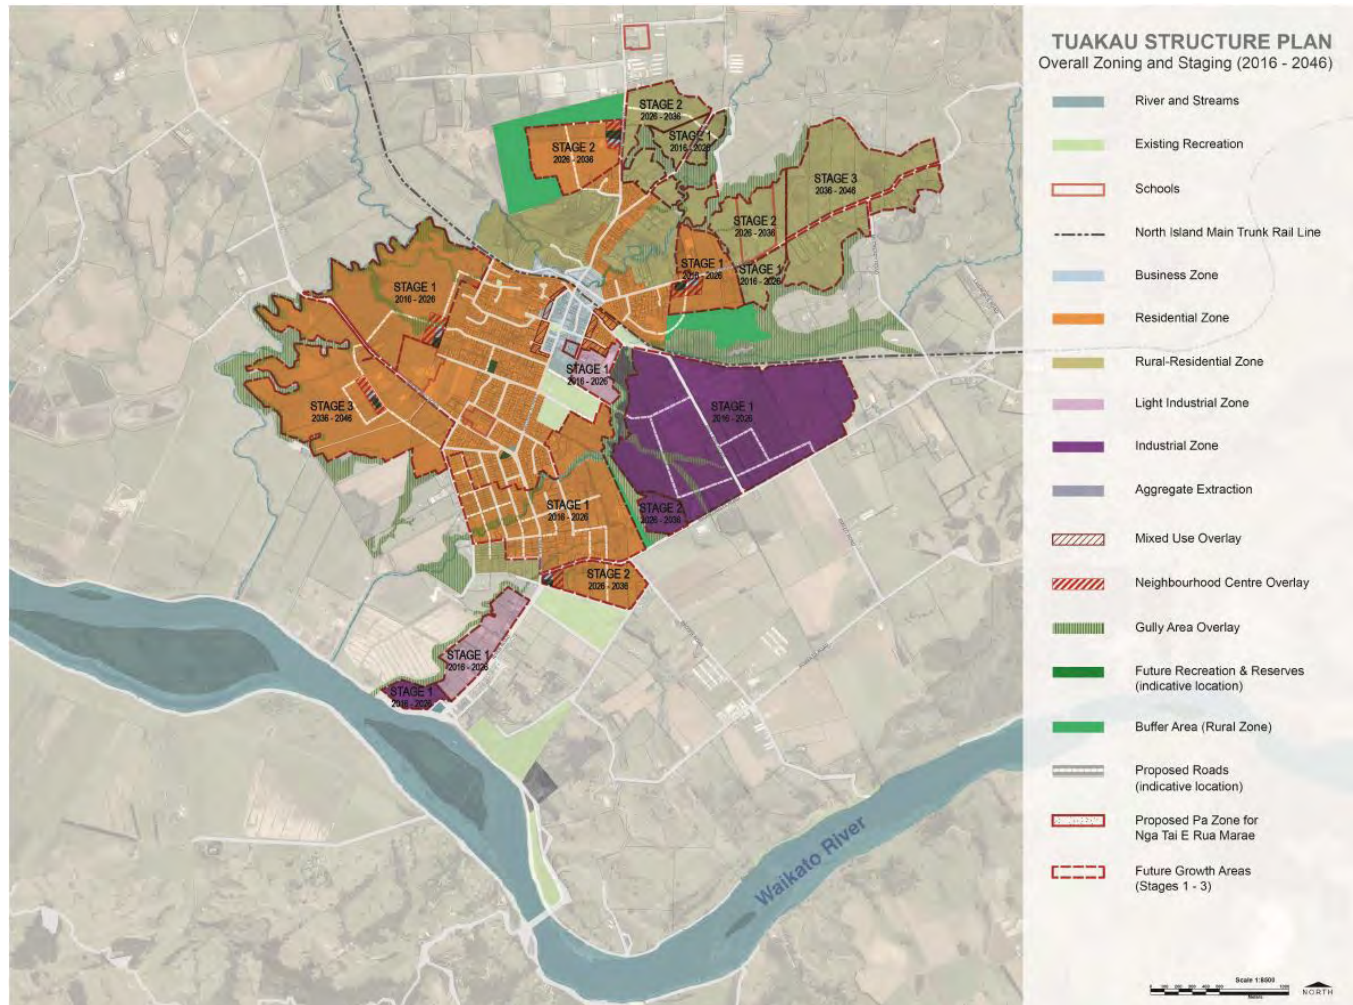 TUAKAU STRUCTURE PLAN
Overall Zoning and Staging (2016 - 2046)
River and Streams
Existing Recreation
Schools
North Island Main Trunk Rail Line
Business Zone
Residential Zone
Rural-Residential Zone
Light Industrial Zone
Industrial Zone
Aggregate Extraction
Mixed Use Overlay
Neighbourhood Centre Overlay
Gully Area Overlay
Future Recreation & Reserves
(indicative location)
Buffer Area (Rural Zone)
Proposed Roads
(indicative location)
Proposed Pa Zone for
Nga Tai E Rua Marae
Future Growth Areas
(Stages 1 - 3)
Scale 1:8500
Meters
NORTH
STAGE 2
2026 - 2036
STAGE 1
2016 - 2026
STAGE 2
2026 - 2036
STAGE 3
2036 - 2046
STAGE 2
2026 - 2036
STAGE 1
2016 - 2026
STAGE 1
2016 - 2026
STAGE 1
2016 - 2026
STAGE 1
2016 - 2026
STAGE 3
2036 - 2046
STAGE 1
2016 - 2026
STAGE 1
2016 - 2026
STAGE 2
2026 - 2036
STAGE 2
2026 - 2036
STAGE 1
2016 - 2026
STAGE 1
2016 - 2026
Waikato River